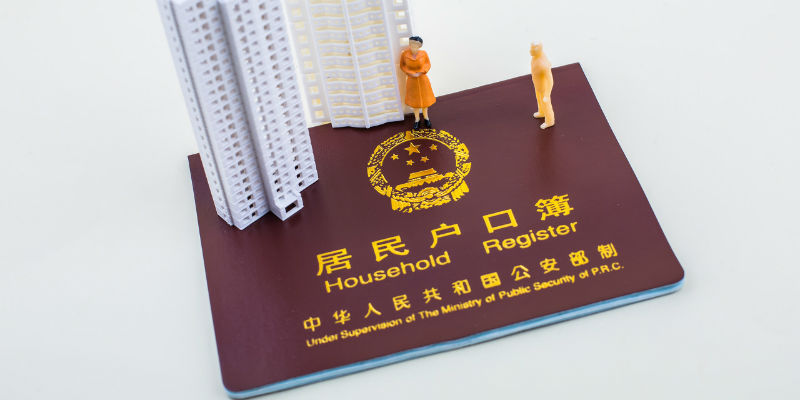 居民户口簿
Household Register
中华人民共和国公安部制
Under Supervision of The Ministry of Public Security of P.R.C.